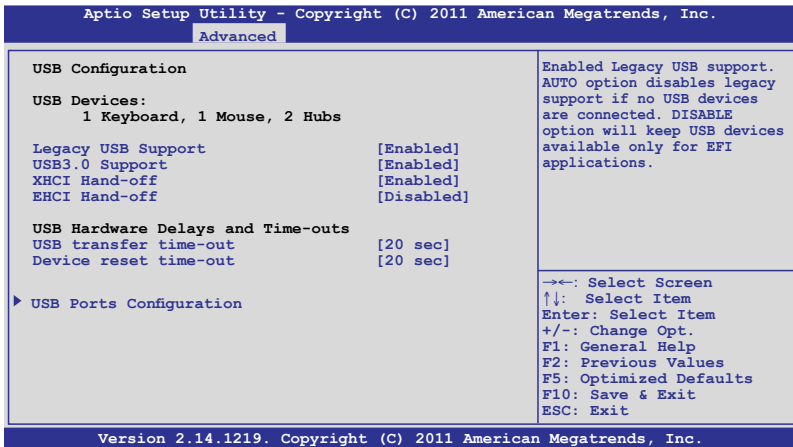 Aptio Setup Utility - Copyright (C) 2011 American Megatrends, Inc.
Advanced
USB Configuration
USB Devices:
1 Keyboard, 1 Mouse, 2 Hubs
Legacy USB Support [Enabled]
USB3.0 Support [Enabled]
XHCI Hand-off [Enabled]
EHCI Hand-off [Disabled]
USB Hardware Delays and Time-outs
USB transfer time-out [20 sec]
Device reset time-out [20 sec]
USB Ports Configuration
Enabled Legacy USB support.
AUTO option disables legacy
support if no USB devices
are connected. DISABLE
option will keep USB devices
available only for EFI
applications.
→←: Select Screen
↑↓: Select Item
Enter: Select Item
+/-: Change Opt.
F1: General Help
F2: Previous Values
F5: Optimized Defaults
F10: Save & Exit
ESC: Exit
Version 2.14.1219. Copyright (C) 2011 American Megatrends, Inc.